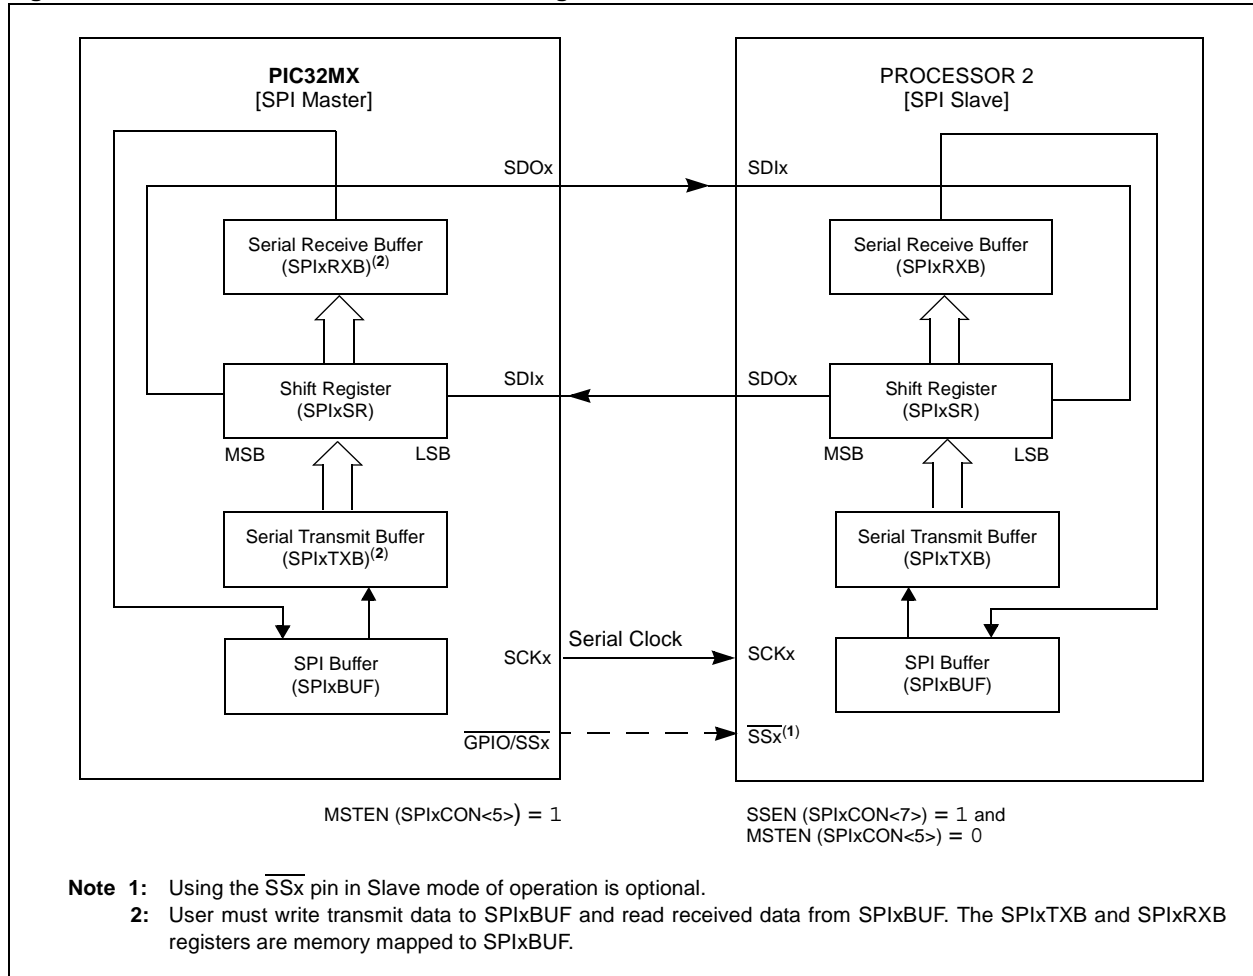 PIC32MX
[SPI Master]
SDOx
Serial Receive Buffer
(SPIxRXB)(2)
SDIx
Shift Register
(SPIxSR)
MSB
LSB
Serial Transmit Buffer
(SPIxTXB)(2)
SPI Buffer
(SPIxBUF)
SCKx
GPIO/SSx
Serial Clock
PROCESSOR 2
[SPI Slave]
SDIx
Serial Receive Buffer
(SPIxRXB)
SDOx
Shift Register
(SPIxSR)
MSB
LSB
Serial Transmit Buffer
(SPIxTXB)
SCKx
SPI Buffer
(SPIxBUF)
SSx(1)
MSTEN (SPIxCON<5>) = 1
SSEN (SPIxCON<7>) = 1 and
MSTEN (SPIxCON<5>) = 0
Note 1: Using the SSx pin in Slave mode of operation is optional.
2: User must write transmit data to SPIxBUF and read received data from SPIxBUF. The SPIxTXB and SPIxRXB
registers are memory mapped to SPIxBUF.